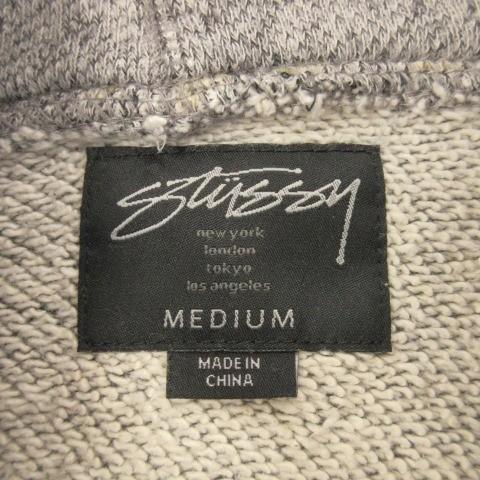 Stüssy
new york
london
tokyo
los angeles
MEDIUM
MADE IN
CHINA